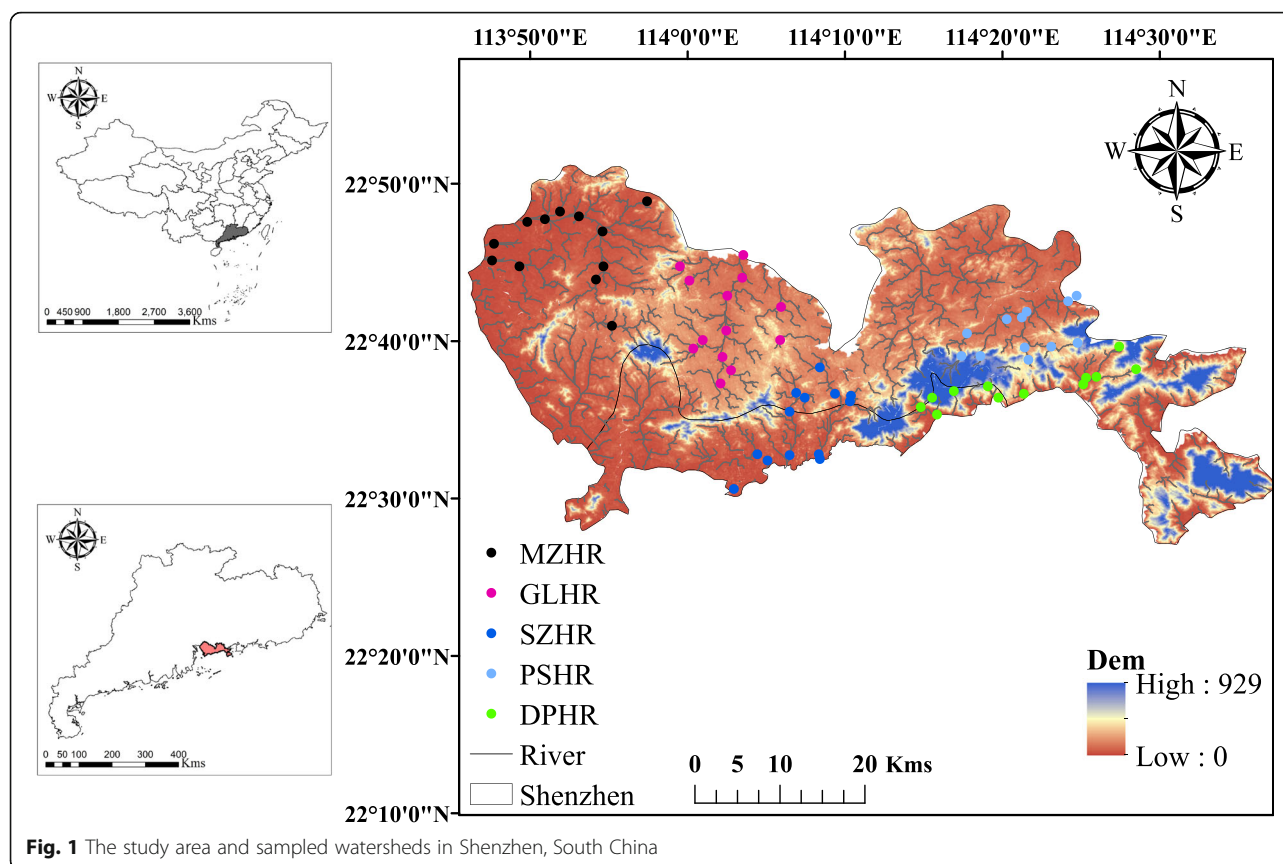 113°50'0"E 114°0'0"E 114°10'0"E 114°20'0"E 114°30'0"E
N
W E
S
0 450 900 1,800 2,700 3,600
Kms
N
W E
S
0 50 100 200 300 400
Kms
N
W E
S
22°50'0"N
22°40'0"N
22°30'0"N
22°20'0"N
22°10'0"N
MZHR
GLHR
SZHR
PSHR
DPHR
River
Shenzhen
0 5 10 20 Kms
Dem
High : 929
Low : 0
Fig. 1 The study area and sampled watersheds in Shenzhen, South China